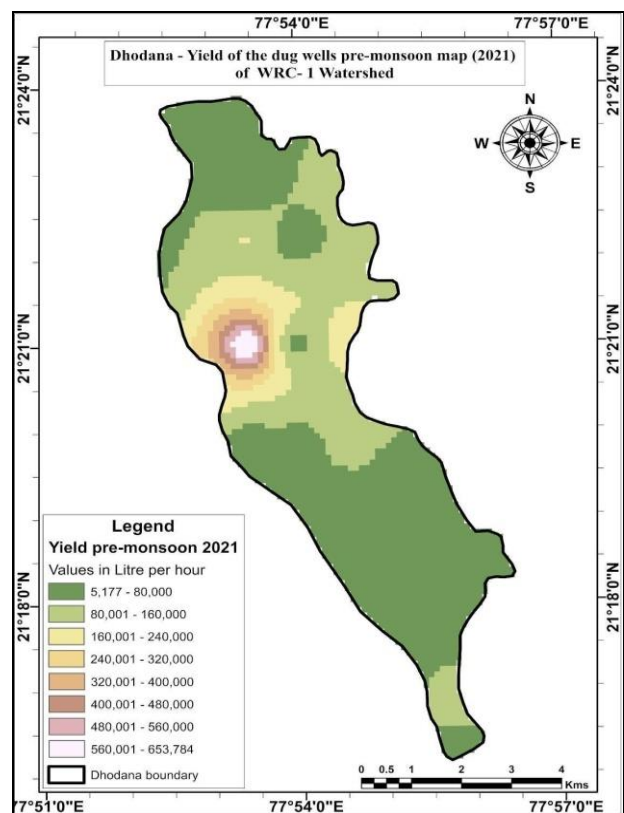 77°54'0"E
77°57'0"E
Dhodana - Yield of the dug wells pre-monsoon map (2021)
of WRC- 1 Watershed
21°24'0"N
21°24'0"N
N
W
E
S
21°21'0"N
21°21'0"N
Legend
Yield pre-monsoon 2021
Values in Litre per hour
5,177 - 80,000
80,001 - 160,000
160,001 - 240,000
240,001 - 320,000
320,001 - 400,000
400,001 - 480,000
480,001 - 560,000
560,001 - 653,784
Dhodana boundary
21°18'0"N
21°18'0"N
0 0.5 1 2 3 4
Kms
77°51'0"E
77°54'0"E
77°57'0"E